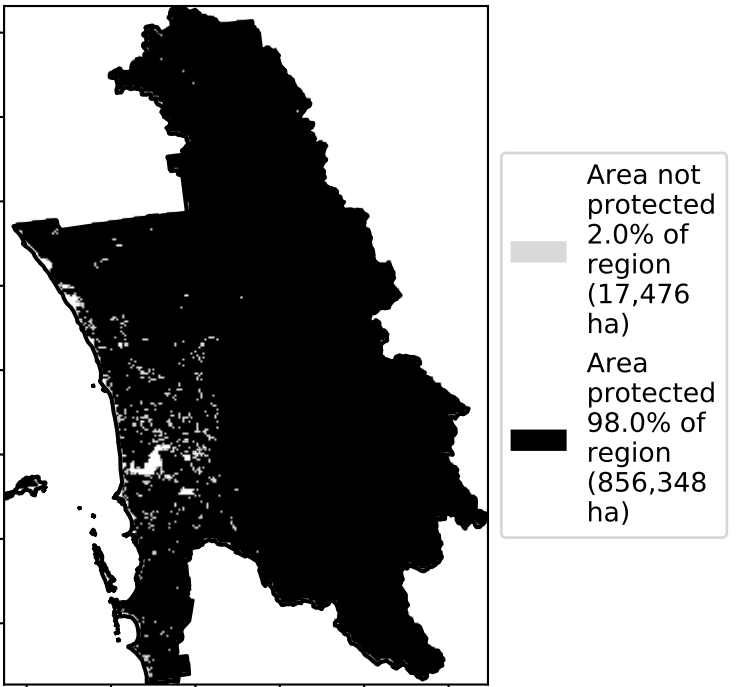 Area not
protected
2.0% of
region
(17,476
ha)
Area
protected
98.0% of
region
(856,348
ha)